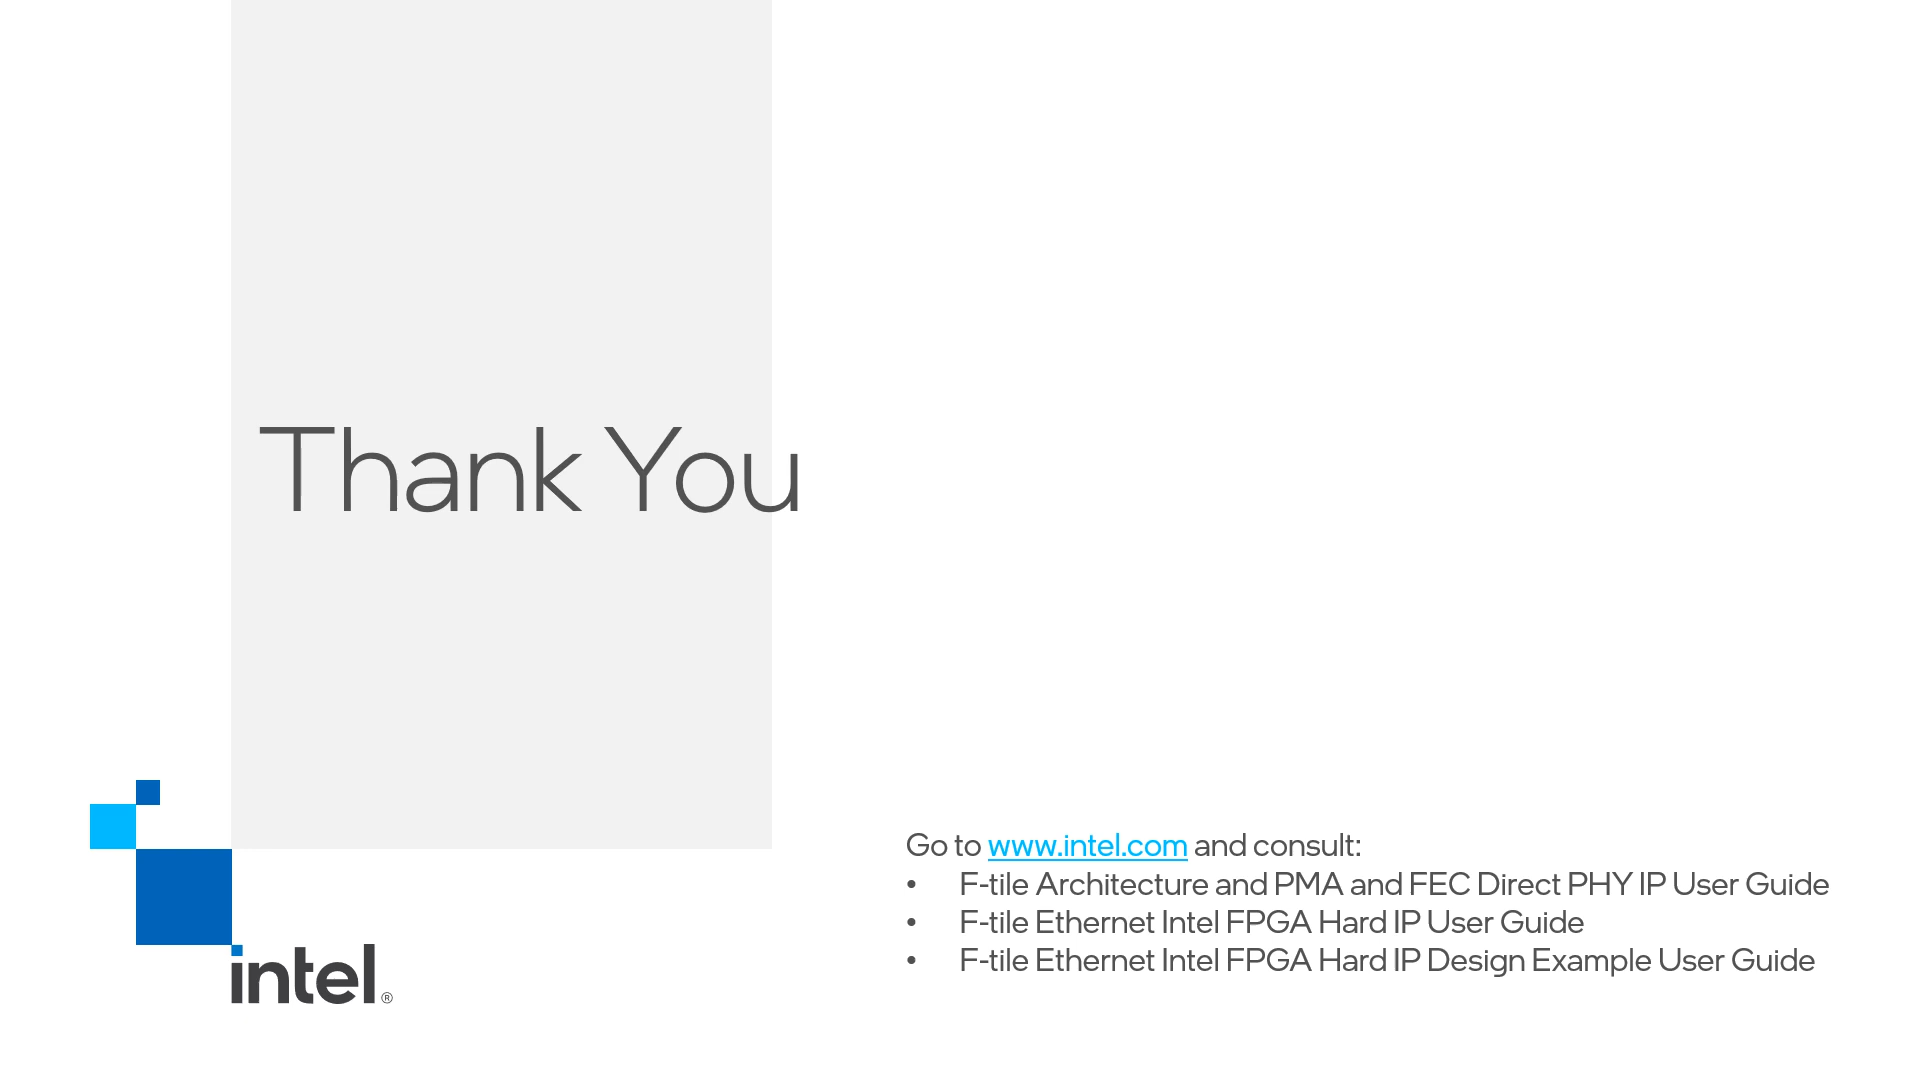 Thank You
Go to www.intel.com and consult:
• F-tile Architecture and PMA and FEC Direct PHY IP User Guide
• F-tile Ethernet Intel FPGA Hard IP User Guide
• F-tile Ethernet Intel FPGA Hard IP Design Example User Guide
intel®